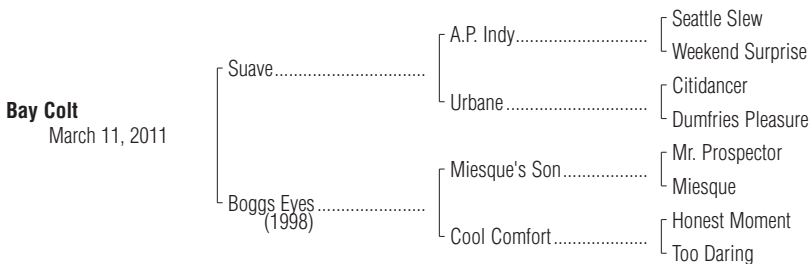 Bay Colt
March 11, 2011
Suave
Boggs Eyes
(1998)
A.P. Indy
Urbane
Miesque's Son
Cool Comfort
Seattle Slew
Weekend Surprise
Citidancer
Dumfries Pleasure
Mr. Prospector
Miesque
Honest Moment
Too Daring